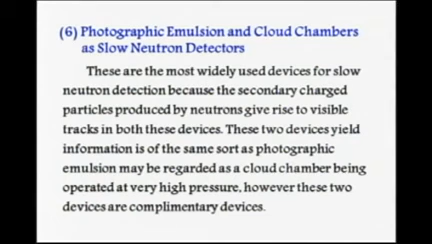 (6) Photographic Emulsion and Cloud Chambers
as Slow Neutron Detectors
These are the most widely used devices for slow
neutron detection because the secondary charged
particles produced by neutrons give rise to visible
tracks in both these devices. These two devices yield
information is of the same sort as photographic
emulsion may be regarded as a cloud chamber being
operated at very high pressure, however these two
devices are complimentary devices.